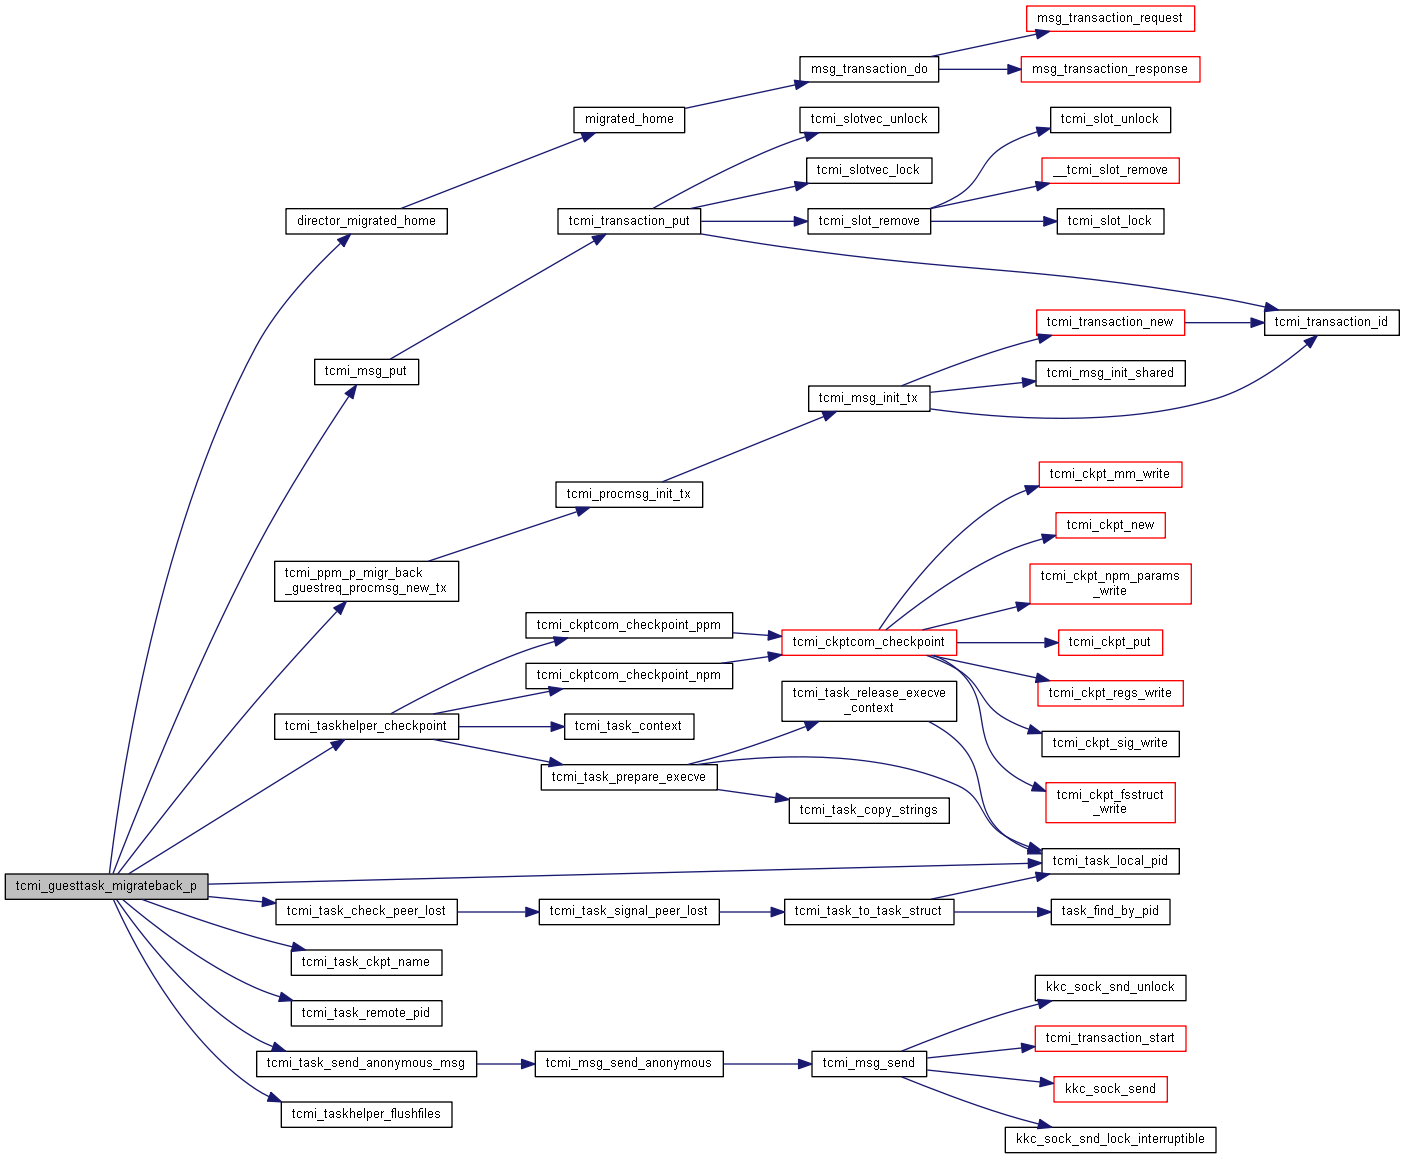 msg_transaction_request
msg_transaction_do
msg_transaction_response
migrated_home
tcmi_slotvec_unlock
tcmi_slot_unlock
tcmi_slotvec_lock
__tcmi_slot_remove
director_migrated_home
tcmi_transaction_put
tcmi_slot_remove
tcmi_slot_lock
tcmi_transaction_new
tcmi_transaction_id
tcmi_msg_put
tcmi_msg_init_shared
tcmi_msg_init_tx
tcmi_ckpt_mm_write
tcmi_procmsg_init_tx
tcmi_ckpt_new
tcmi_ppm_p_migr_back
_guestreq_procmsg_new_tx
tcmi_ckpt_npm_params
_write
tcmi_ckptcom_checkpoint_ppm
tcmi_ckptcom_checkpoint
tcmi_ckpt_put
tcmi_ckptcom_checkpoint_npm
tcmi_task_release_execve
_context
tcmi_ckpt_regs_write
tcmi_taskhelper_checkpoint
tcmi_task_context
tcmi_ckpt_sig_write
tcmi_task_prepare_execve
tcmi_task_copy_strings
tcmi_ckpt_fsstruct
_write
tcmi_task_local_pid
tcmi_guesttask_migrateback_p
tcmi_task_check_peer_lost
tcmi_task_signal_peer_lost
tcmi_task_to_task_struct
task_find_by_pid
tcmi_task_ckpt_name
kkc_sock_snd_unlock
tcmi_task_remote_pid
tcmi_transaction_start
tcmi_task_send_anonymous_msg
tcmi_msg_send_anonymous
tcmi_msg_send
kkc_sock_send
tcmi_taskhelper_flushfiles
kkc_sock_snd_lock_interruptible